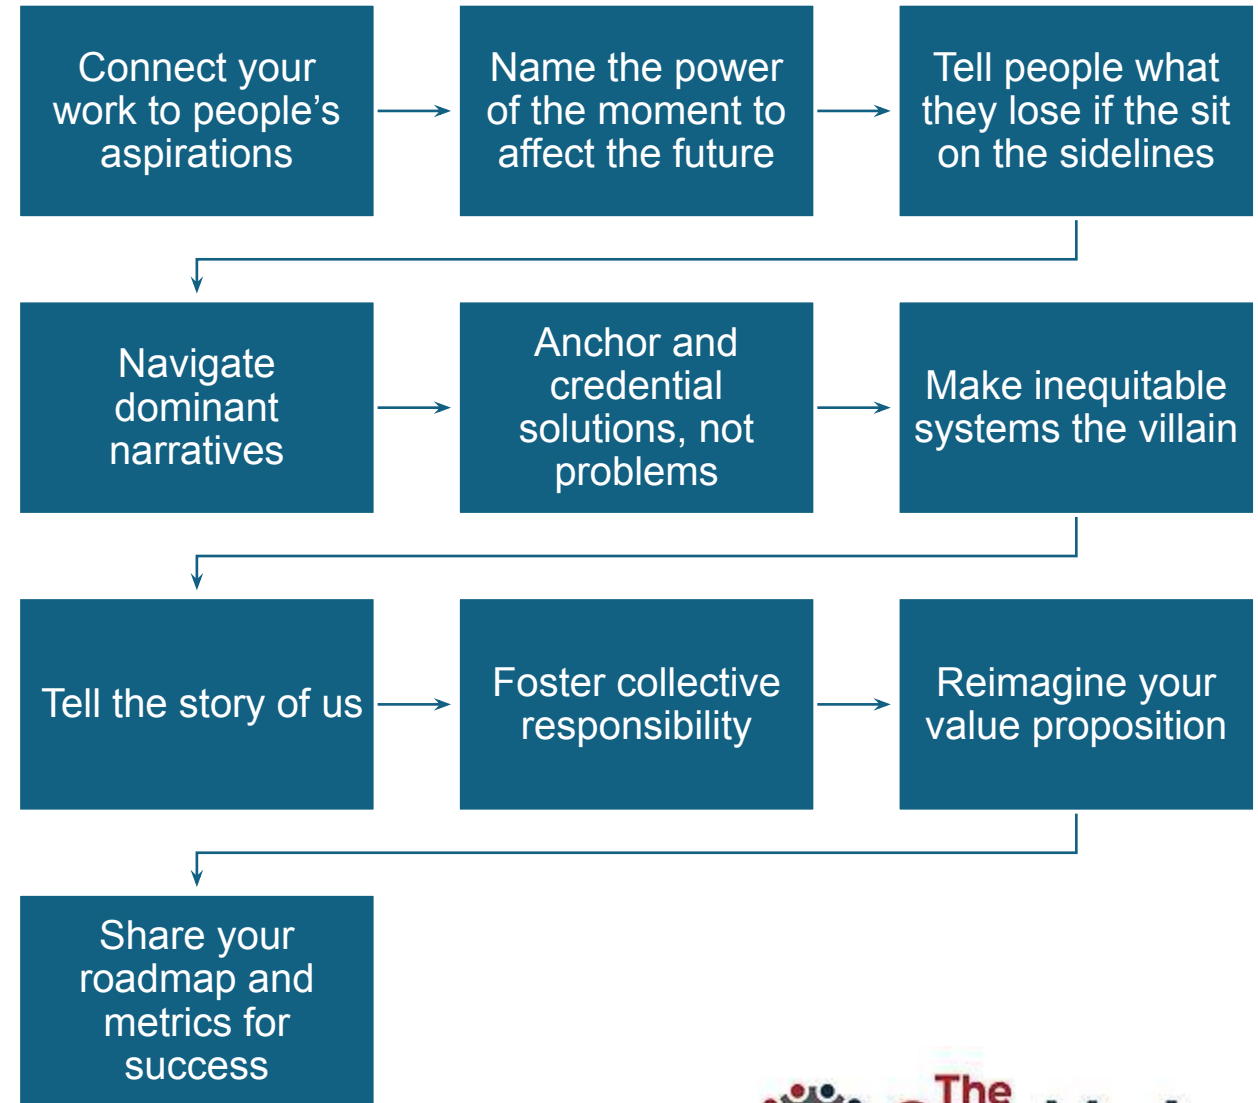 Connect your
work to people's
aspirations
Name the power
of the moment to
affect the future
Tell people what
they lose if the sit
on the sidelines
Navigate
dominant
narratives
Anchor and
credential
solutions, not
problems
Make inequitable
systems the villain
Tell the story of us
Foster collective
responsibility
Reimagine your
value proposition
Share your
roadmap and
metrics for
success
The